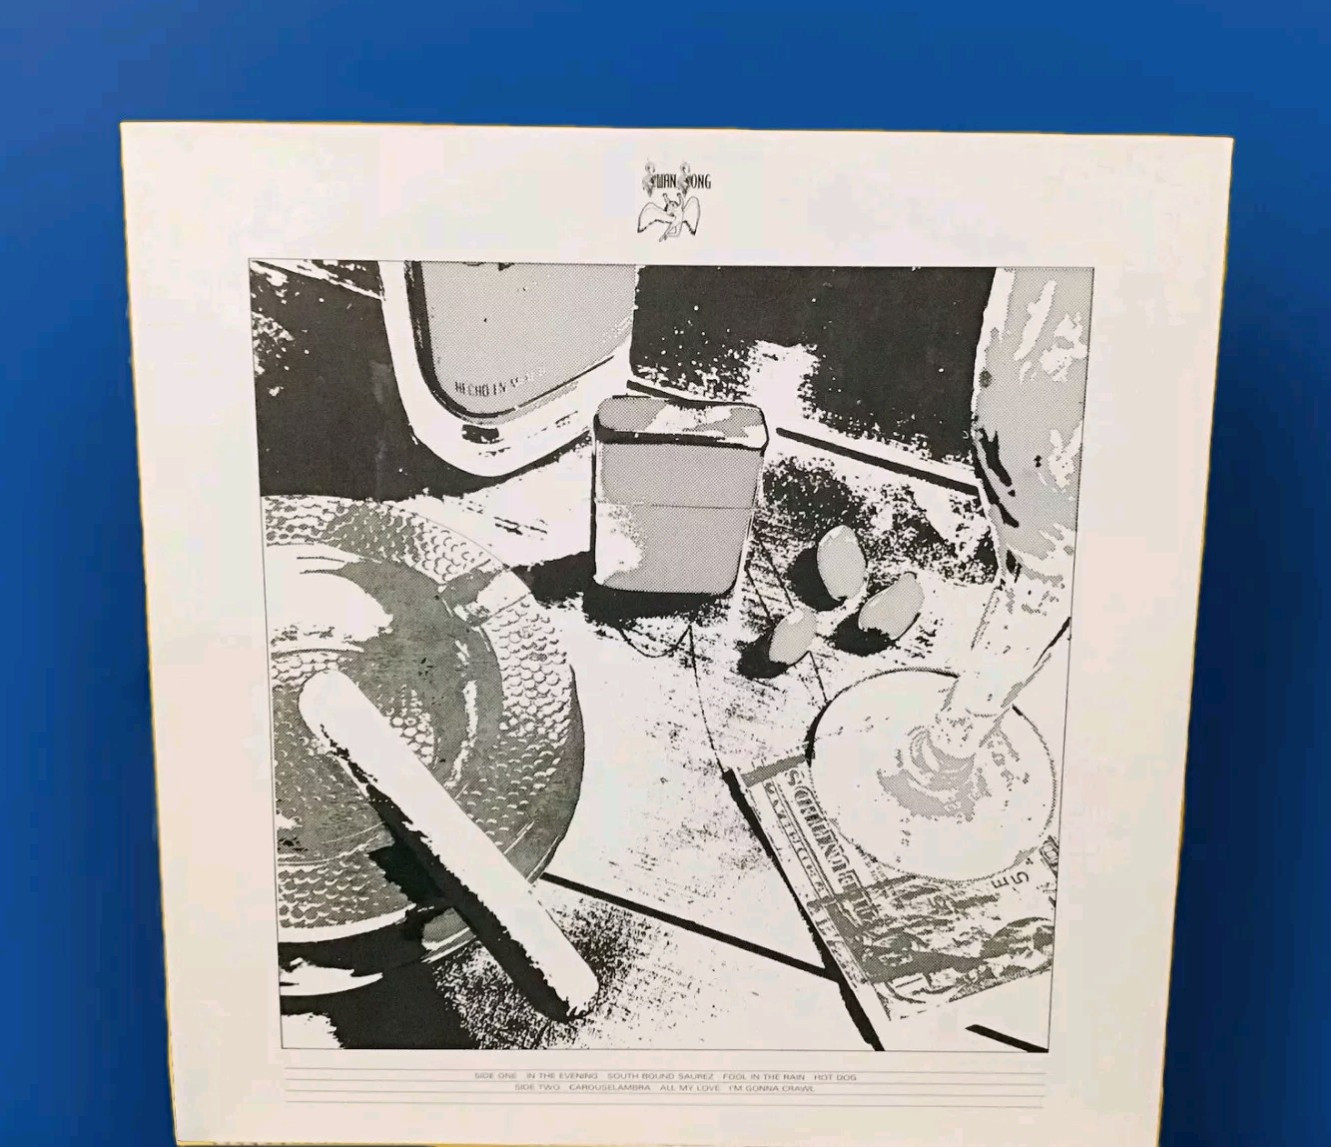 SWAN SONG
HECHO EN
SIDE ONE IN THE EVENING SOUTH BOUND SAUREZ FOOL IN THE RAIN HOT DOG
SIDE TWO CAROUSELAMBRA ALL MY LOVE I'M GONNA CRAWL